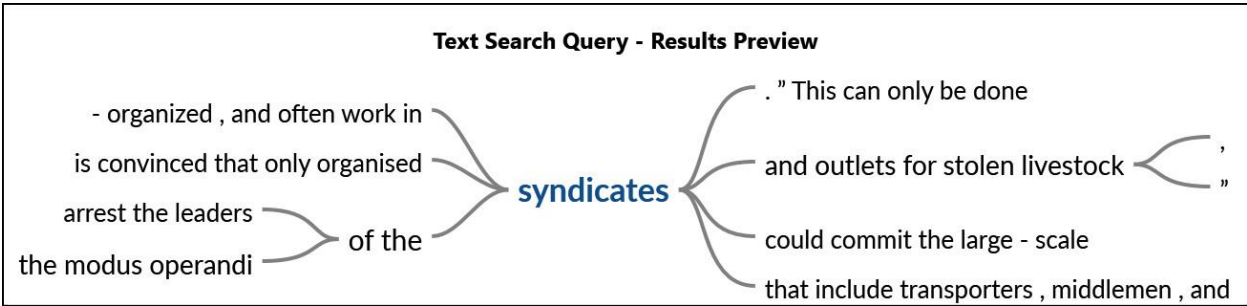 Text Search Query - Results Preview
- organized , and often work in
is convinced that only organised
arrest the leaders
the modus operandi
of the
syndicates
. ” This can only be done
and outlets for stolen livestock
,
”
could commit the large - scale
that include transporters , middlemen , and